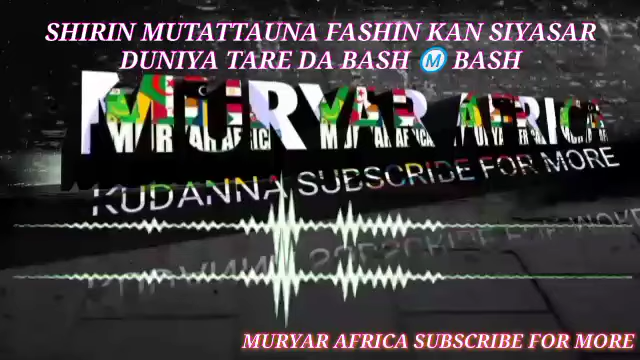 SHIRIN MUTATTAUNA FASHIN KAN SIYASAR
DUNIYA TARE DA BASH M BASH
MURYAR AFRICA
KUDANNA SUBSCRIBE FOR MORE
MURYAR AFRICA SUBSCRIBE FOR MORE